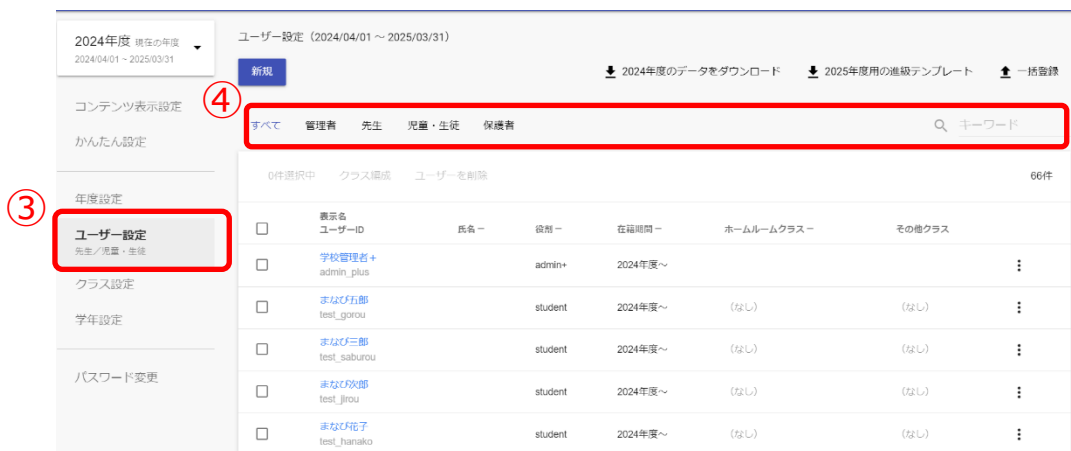 2024年度 現在の年度
2024/04/01 ~ 2025/03/31
コンテンツ表示設定
かんたん設定
年度設定
③
ユーザー設定
先生／児童・生徒
クラス設定
学年設定
パスワード変更
ユーザー設定（2024/04/01 ～ 2025/03/31）
新規
2024年度のデータをダウンロード
2025年度用の進級テンプレート
一括登録
④
すべて 管理者 先生 児童・生徒 保護者 キーワード
0件選択中 クラス編成 ユーザーを削除 66件
表示名
ユーザーID 氏名 役割 在籍期間 ホームルームクラス その他クラス
学校管理者+
admin_plus admin+ 2024年度～
まなび五郎
test_gorou student 2024年度～ （なし） （なし）
まなび三郎
test_saburou student 2024年度～ （なし） （なし）
まなび次郎
test_jirou student 2024年度～ （なし） （なし）
まなび花子
test_hanako student 2024年度～ （なし） （なし）